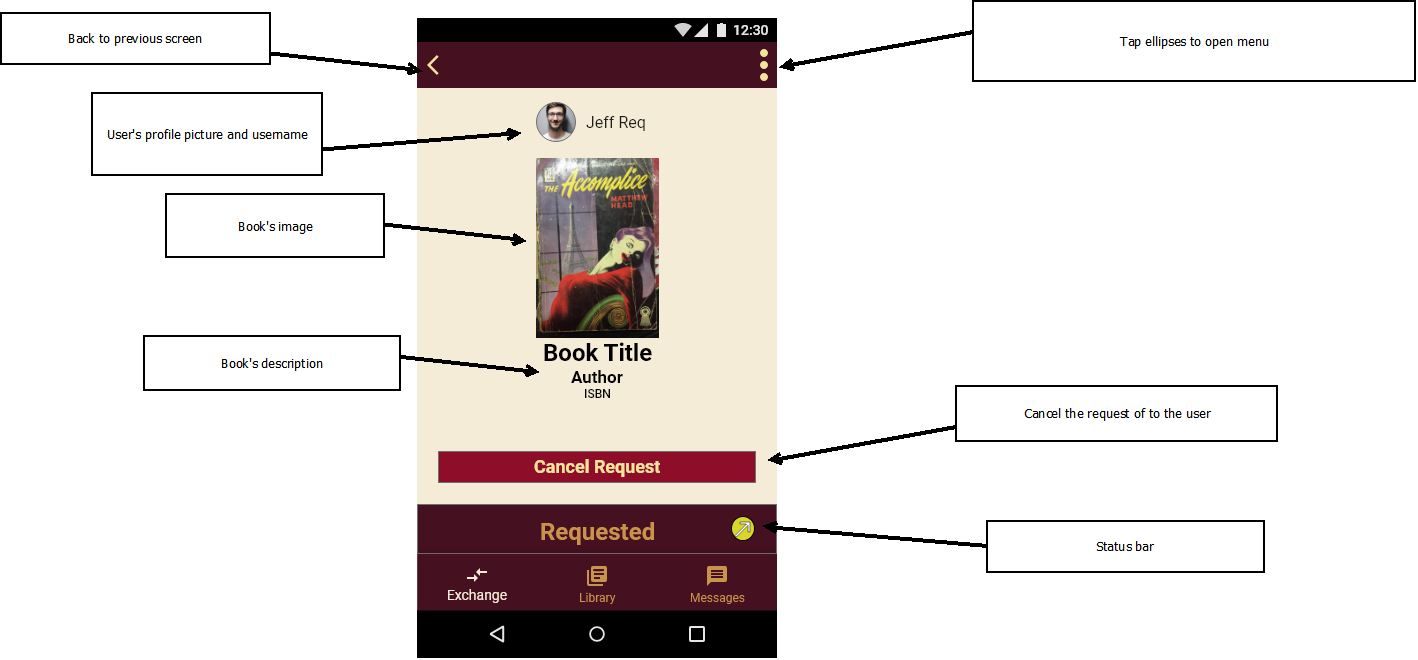 12:30
Back to previous screen
Tap ellipses to open menu
User's profile picture and username
Jeff Req
Book's image
THE Accomplice
MATTHEW
HEAD
Book's description
Book Title
Author
ISBN
Cancel the request of to the user
Cancel Request
Requested
Status bar
Exchange
Library
Messages